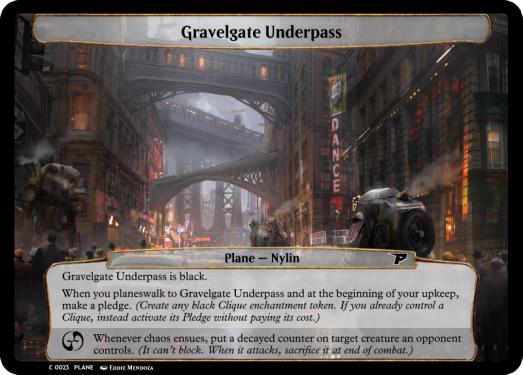 Gravelgate Underpass
DANCE
Plane — Nylin
Gravelgate Underpass is black.
When you planeswalk to Gravelgate Underpass and at the beginning of your upkeep,
make a pledge. (Create any black Clique enchantment token. If you already control a
Clique, instead activate its Pledge without paying its cost.)
Whenever chaos ensues, put a decayed counter on target creature an opponent
controls. (It can't block. When it attacks, sacrifice it at end of combat.)
C 0023 PLANE Eddie Mendoza